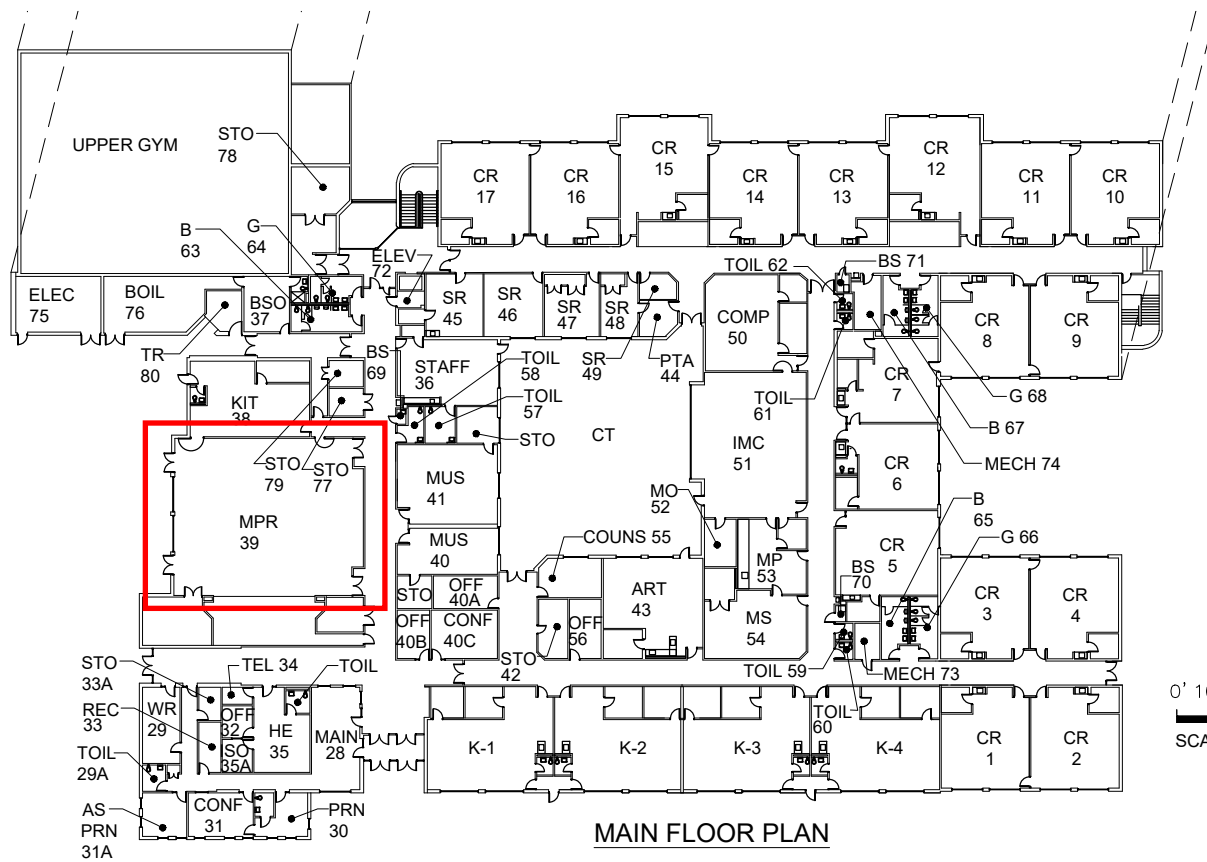 UPPER GYM
STO
78
B
63
G
64
ELEV
72
CR
17
CR
16
CR
15
CR
14
CR
13
CR
12
CR
11
CR
10
ELEC
75
BOIL
76
BSO
37
TR
80
SR
45
SR
46
SR
47
SR
48
SR
49
PTA
44
COMP
50
TOIL 62
BS 71
TOIL
61
CR
8
CR
9
CR
7
G 68
B 67
MECH 74
BS
69
STAFF
36
TOIL
58
TOIL
57
STO
KIT
38
STO
79
STO
77
MPR
39
MUS
41
MUS
40
CT
IMC
51
MO
52
MP
53
MS
54
CR
6
CR
5
B
65
G 66
BS
70
CR
3
CR
4
COUNS 55
ART
43
OFF
56
STO
42
STO
OFF
40A
OFF
40B
CONF
40C
TOIL 59
TOIL
60
MECH 73
STO
33A
TEL 34
TOIL
REC
33
WR
29
OFF
32
SO
35A
HE
35
MAIN
28
TOIL
29A
AS
PRN
31A
CONF
31
PRN
30
K-1
K-2
K-3
K-4
CR
1
CR
2
MAIN FLOOR PLAN